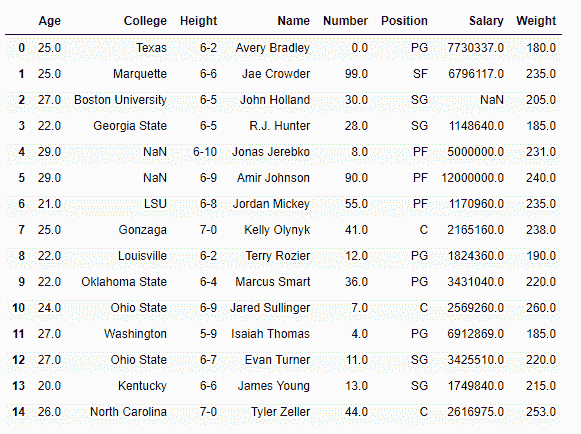 Age College Height Name Number Position Salary Weight
0 25.0 Texas 6-2 Avery Bradley 0.0 PG 7730337.0 180.0
1 25.0 Marquette 6-6 Jae Crowder 99.0 SF 6796117.0 235.0
2 27.0 Boston University 6-5 John Holland 30.0 SG NaN 205.0
3 22.0 Georgia State 6-5 R.J. Hunter 28.0 SG 1148640.0 185.0
4 29.0 NaN 6-10 Jonas Jerebko 8.0 PF 5000000.0 231.0
5 29.0 NaN 6-9 Amir Johnson 90.0 PF 12000000.0 240.0
6 21.0 LSU 6-8 Jordan Mickey 55.0 PF 1170960.0 235.0
7 25.0 Gonzaga 7-0 Kelly Olynyk 41.0 C 2165160.0 238.0
8 22.0 Louisville 6-2 Terry Rozier 12.0 PG 1824360.0 190.0
9 22.0 Oklahoma State 6-4 Marcus Smart 36.0 PG 3431040.0 220.0
10 24.0 Ohio State 6-9 Jared Sullinger 7.0 C 2569260.0 260.0
11 27.0 Washington 5-9 Isaiah Thomas 4.0 PG 6912869.0 185.0
12 27.0 Ohio State 6-7 Evan Turner 11.0 SG 3425510.0 220.0
13 20.0 Kentucky 6-6 James Young 13.0 SG 1749840.0 215.0
14 26.0 North Carolina 7-0 Tyler Zeller 44.0 C 2616975.0 253.0